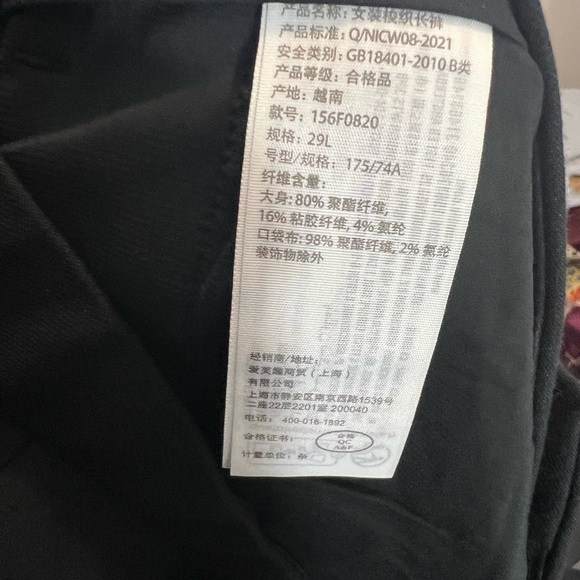 产品名称: 女装梭织长裤
产品标准: Q/NICW08-2021
安全类别: GB18401-2010 B类
产品等级: 合格品
产地: 越南
款号: 156F0820
规格: 29L
号型/规格: 175/74A
纤维含量:
大身: 80% 聚酯纤维,
16% 粘胶纤维, 4% 氨纶
口袋布: 98% 聚酯纤维, 2% 氨纶
装饰物除外
经销商/地址:
爱芙趣商贸（上海）
有限公司
上海市静安区南京西路1539号
二座22层2201室 200040
电话: 400-016-1892
合格证书: 合格
QC
A&F
计量单位: 条